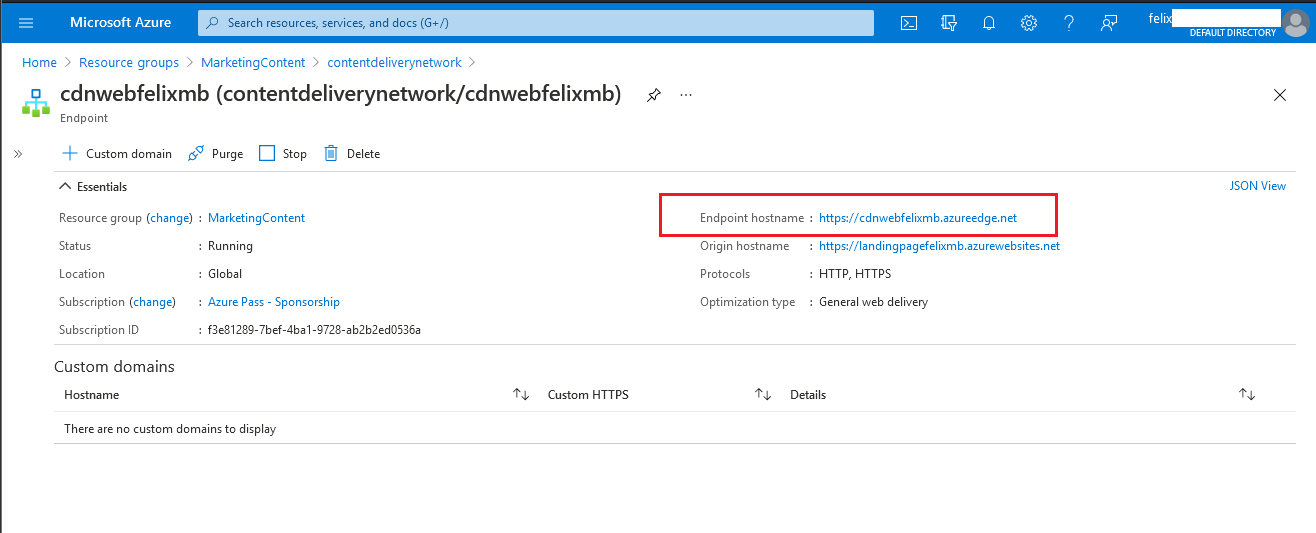 Microsoft Azure
Search resources, services, and docs (G+/)
felix
DEFAULT DIRECTORY
Home > Resource groups > MarketingContent > contentdeliverynetwork >
cdnwebfelixmb (contentdeliverynetwork/cdnwebfelixmb) ...
Endpoint
Custom domain Purge Stop Delete
Essentials JSON View
Resource group (change) : MarketingContent Endpoint hostname : https://cdnwebfelixmb.azureedge.net
Status : Running Origin hostname : https://landingpagefelixmb.azurewebsites.net
Location : Global Protocols : HTTP, HTTPS
Subscription (change) : Azure Pass - Sponsorship Optimization type : General web delivery
Subscription ID : f3e81289-7bef-4ba1-9728-ab2b2ed0536a
Custom domains
Hostname Custom HTTPS Details
There are no custom domains to display